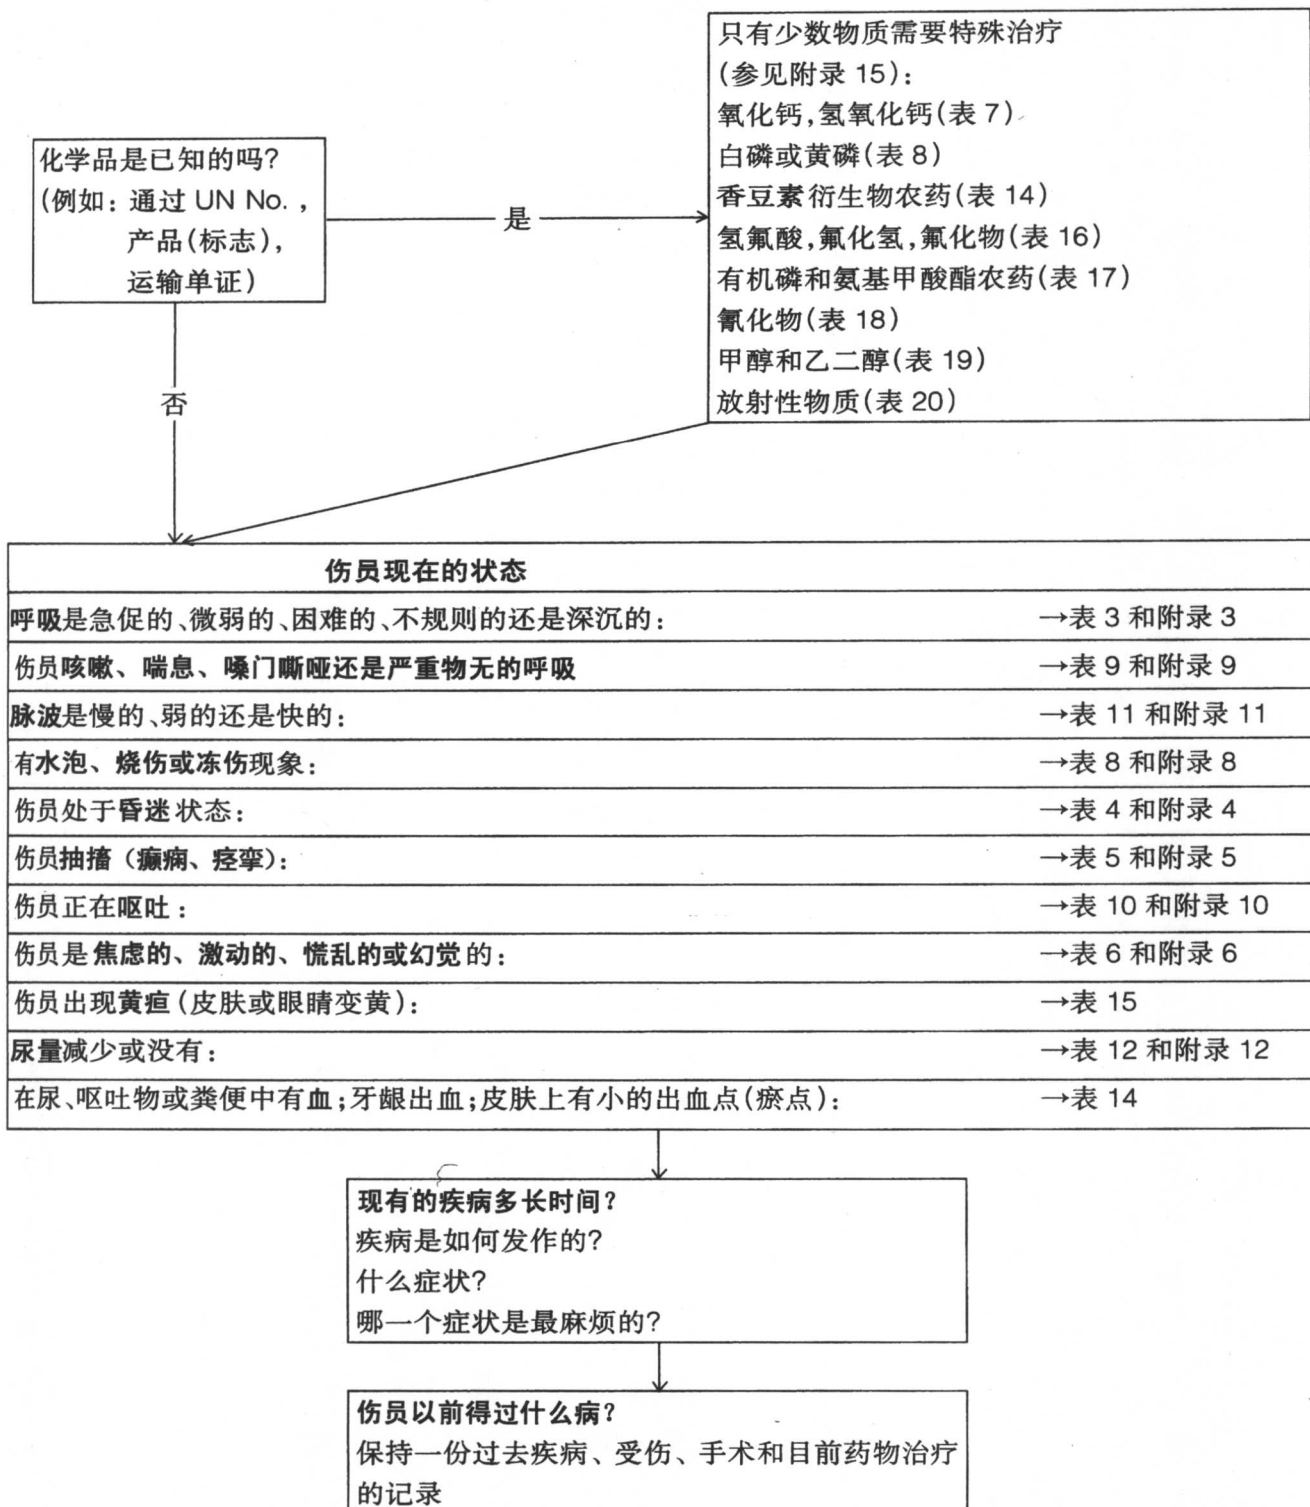 只有少数物质需要特殊治疗
(参见附录 15):
氧化钙,氢氧化钙(表 7)
白磷或黄磷(表 8)
香豆素衍生物农药(表 14)
氢氟酸,氟化氢,氟化物(表 16)
有机磷和氨基甲酸酯农药(表 17)
氰化物(表 18)
甲醇和乙二醇(表 19)
放射性物质(表 20)
化学品是已知的吗?
(例如: 通过 UN No. ,
产品(标志),
运输单证)
是
否
伤员现在的状态
呼吸是急促的、微弱的、困难的、不规则的还是深沉的: →表 3 和附录 3
伤员咳嗽、喘息、嗓门嘶哑还是严重物无的呼吸 →表 9 和附录 9
脉波是慢的、弱的还是快的: →表 11 和附录 11
有水泡、烧伤或冻伤现象: →表 8 和附录 8
伤员处于昏迷状态: →表 4 和附录 4
伤员抽搐（癫痫、痉挛）: →表 5 和附录 5
伤员正在呕吐: →表 10 和附录 10
伤员是焦虑的、激动的、慌乱的或幻觉的: →表 6 和附录 6
伤员出现黄疸(皮肤或眼睛变黄): →表 15
尿量减少或没有: →表 12 和附录 12
在尿、呕吐物或粪便中有血;牙龈出血;皮肤上有小的出血点(瘀点): →表 14
现有的疾病多长时间?
疾病是如何发作的?
什么症状?
哪一个症状是最麻烦的?
伤员以前得过什么病?
保持一份过去疾病、受伤、手术和目前药物治疗
的记录